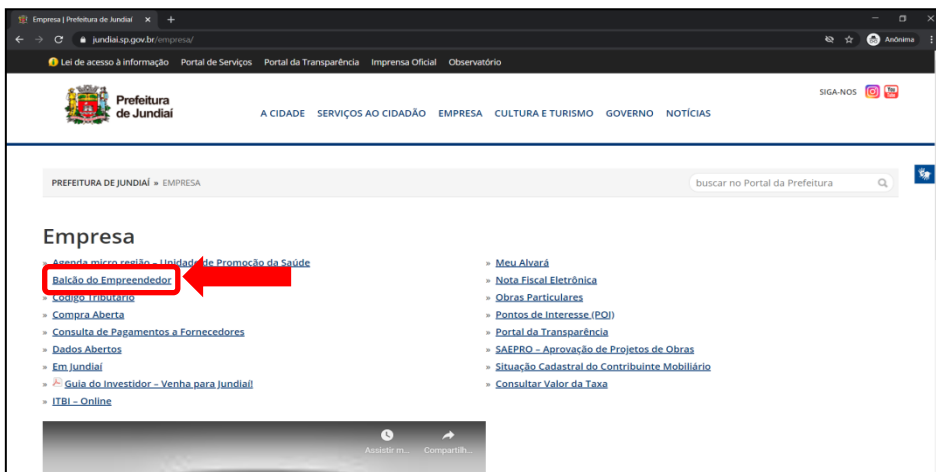 Empresa | Prefeitura de Jundiaí
jundiai.sp.gov.br/empresa/
Anônima
Lei de acesso à informação Portal de Serviços Portal da Transparência Imprensa Oficial Observatório
Prefeitura
de Jundiaí
A CIDADE SERVIÇOS AO CIDADÃO EMPRESA CULTURA E TURISMO GOVERNO NOTÍCIAS
SIGA-NOS
PREFEITURA DE JUNDIAÍ » EMPRESA
buscar no Portal da Prefeitura
Empresa
» Agenda micro região – Unidade de Promoção da Saúde
Balcão do Empreendedor
» Código Tributário
» Compra Aberta
» Consulta de Pagamentos a Fornecedores
» Dados Abertos
» Em Jundiaí
» Guia do Investidor – Venha para Jundiaí!
» ITBI – Online
» Meu Alvará
» Nota Fiscal Eletrônica
» Obras Particulares
» Pontos de Interesse (POI)
» Portal da Transparência
» SAEPRO – Aprovação de Projetos de Obras
» Situação Cadastral do Contribuinte Mobiliário
» Consultar Valor da Taxa
Assistir m... Compartilh...